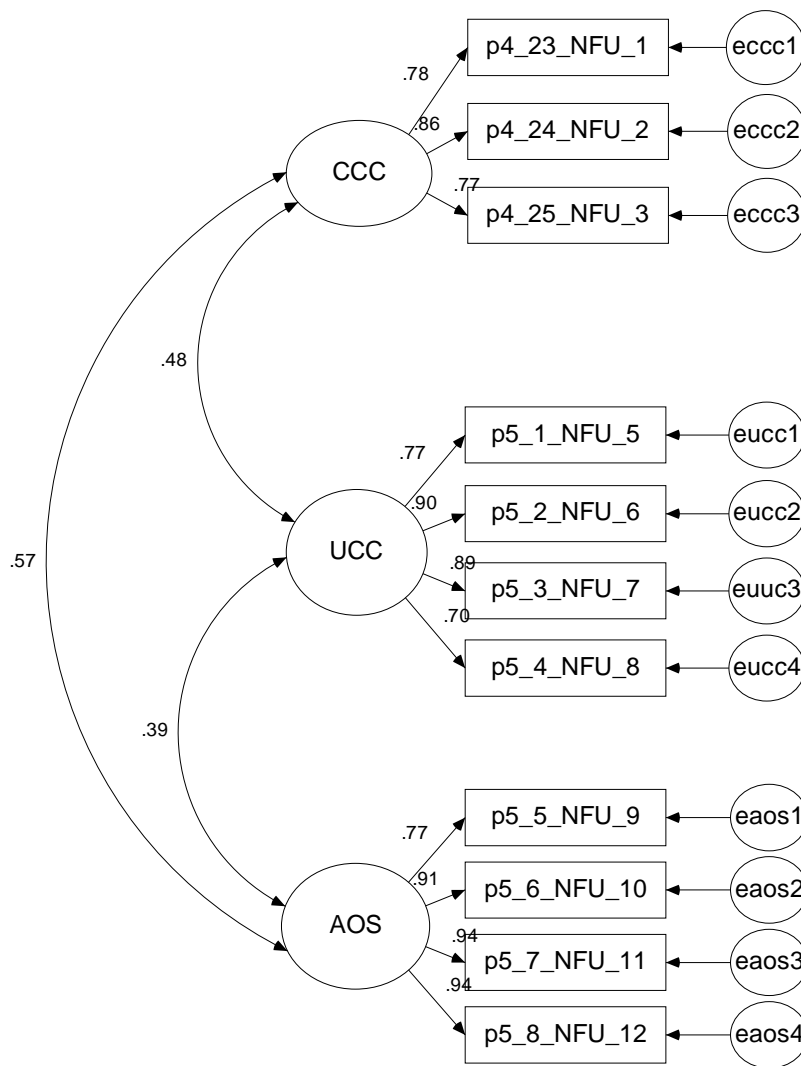 p4_23_NFU_1
eccc1
.78
p4_24_NFU_2
eccc2
.86
CCC
p4_25_NFU_3
eccc3
.77
.48
p5_1_NFU_5
eucc1
.77
p5_2_NFU_6
eucc2
.90
UCC
.57
p5_3_NFU_7
euuc3
.89
p5_4_NFU_8
eucc4
.70
.39
p5_5_NFU_9
eaos1
.77
p5_6_NFU_10
eaos2
.91
AOS
p5_7_NFU_11
eaos3
.94
p5_8_NFU_12
eaos4
.94